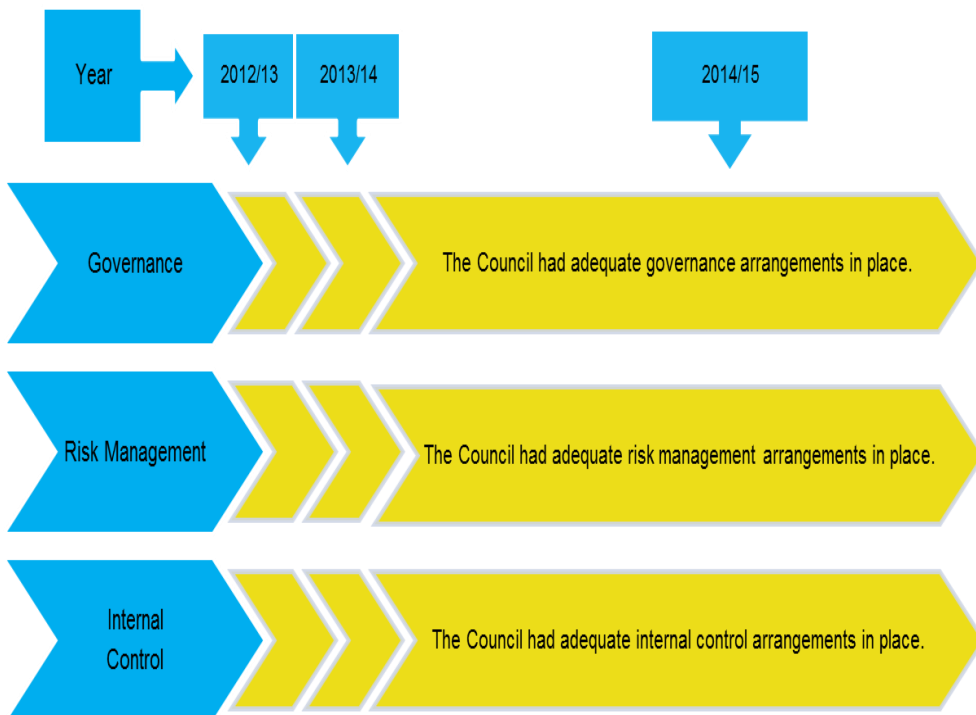 Year
2012/13
2013/14
2014/15
Governance
The Council had adequate governance arrangements in place.
Risk Management
The Council had adequate risk management arrangements in place.
Internal
Control
The Council had adequate internal control arrangements in place.